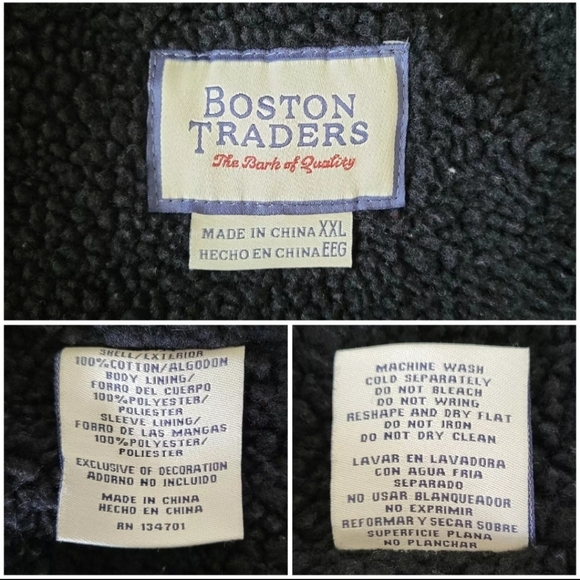 BOSTON
TRADERS
The Bark of Quality
MADE IN CHINA XXL
HECHO EN CHINA EEG
SHELL/EXTERIOR
100%COTTON/ALGODON
BODY LINING/
FORRO DEL CUERPO
100%POLYESTER/
POLIESTER
SLEEVE LINING/
FORRO DE LAS MANGAS
100%POLYESTER/
POLIESTER
EXCLUSIVE OF DECORATION
ADORNO NO INCLUIDO
MADE IN CHINA
HECHO EN CHINA
RN 134701
MACHINE WASH
COLD SEPARATELY
DO NOT BLEACH
DO NOT WRING
RESHAPE AND DRY FLAT
DO NOT IRON
DO NOT DRY CLEAN
LAVAR EN LAVADORA
CON AGUA FRIA
SEPARADO
NO USAR BLANQUEADOR
NO EXPRIMIR
REFORMAR Y SECAR SOBRE
SUPERFICIE PLANA
NO PLANCHAR